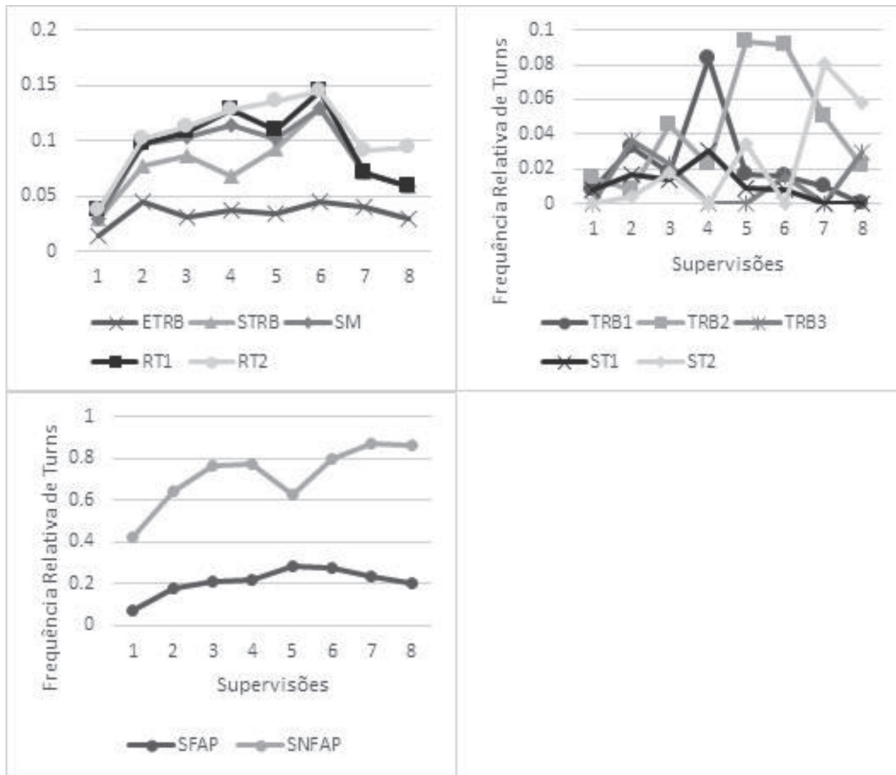 0.2
0.15
0.1
0.05
0
1 2 3 4 5 6 7 8
ETRB STRB SM
RT1 RT2
Frequência Relativa de Turns
0.1
0.08
0.06
0.04
0.02
0
1 2 3 4 5 6 7 8
Supervisões
TRB1 TRB2 TRB3
ST1 ST2
Frequência Relativa de Turns
1
0.8
0.6
0.4
0.2
0
1 2 3 4 5 6 7 8
Supervisões
SFAP SNFAP